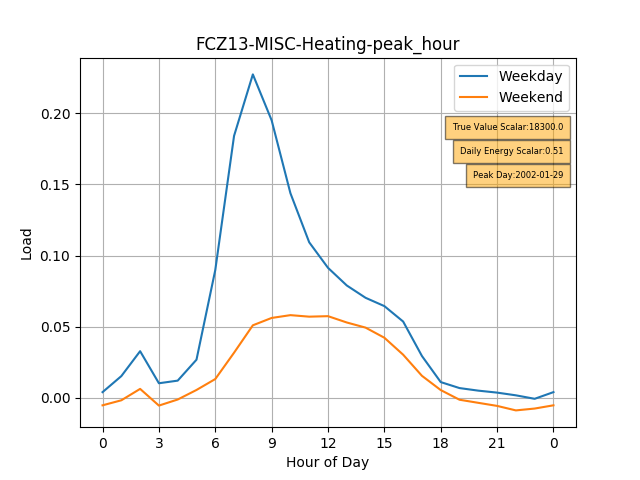 FCZ13-MISC-Heating-peak_hour
Weekday
Weekend
True Value Scalar:18300.0
Daily Energy Scalar:0.51
Peak Day:2002-01-29
Load
0.20
0.15
0.10
0.05
0.00
0 3 6 9 12 15 18 21 0
Hour of Day